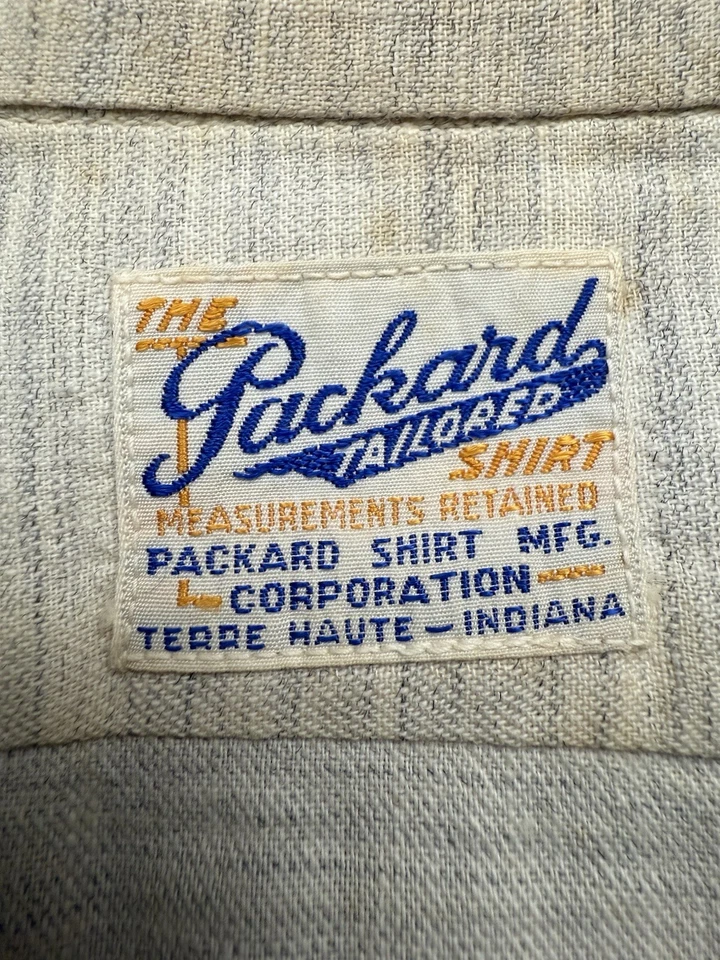 THE
Packard
TAILORED
SHIRT
MEASUREMENTS RETAINED
PACKARD SHIRT MFG.
CORPORATION
TERRE HAUTE - INDIANA